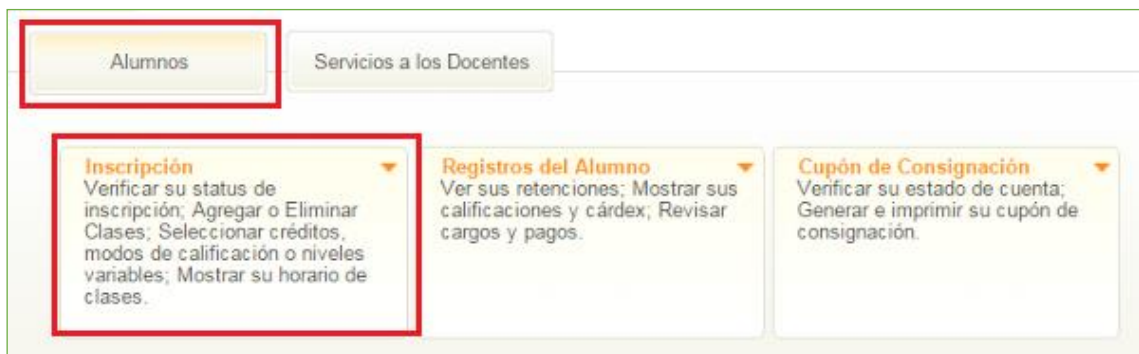 Alumnos
Servicios a los Docentes
Inscripción
Verificar su status de
inscripción; Agregar o Eliminar
Clases; Seleccionar créditos,
modos de calificación o niveles
variables; Mostrar su horario de
clases.
Registros del Alumno
Ver sus retenciones; Mostrar sus
calificaciones y cárdex; Revisar
cargos y pagos.
Cupón de Consignación
Verificar su estado de cuenta;
Generar e imprimir su cupón de
consignación.